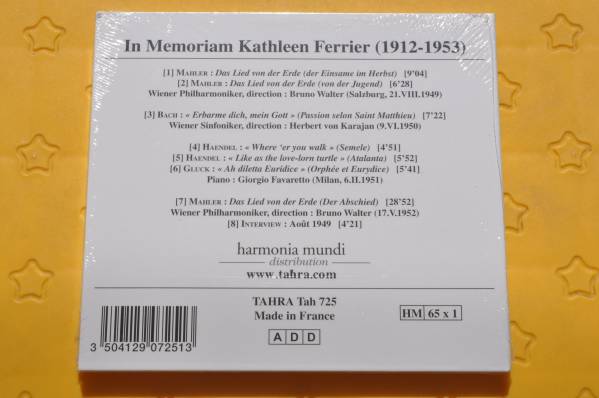 In Memoriam Kathleen Ferrier (1912-1953)
[1] MAHLER : Das Lied von der Erde (der Einsame im Herbst) [9'04]
[2] MAHLER : Das Lied von der Erde (von der Jugend) [6'28]
Wiener Philharmoniker, direction : Bruno Walter (Salzburg, 21.VIII.1949)
[3] BACH : « Erbarme dich, mein Gott » (Passion selon Saint Matthieu) [7'22]
Wiener Sinfoniker, direction : Herbert von Karajan (9.VI.1950)
[4] HAENDEL : « Where 'er you walk » (Semele) [4'51]
[5] HAENDEL : « Like as the love-lorn turtle » (Atalanta) [5'52]
[6] GLUCK : « Ah diletta Euridice » (Orphée et Eurydice) [5'41]
Piano : Giorgio Favaretto (Milan, 6.II.1951)
[7] MAHLER : Das Lied von der Erde (Der Abschied) [28'52]
Wiener Philharmoniker, direction : Bruno Walter (17.V.1952)
[8] INTERVIEW : Août 1949 [4'21]
harmonia mundi
distribution
www.tahra.com
TAHRA Tah 725
Made in France
HM 65 x 1
A D D
3 504129 072513